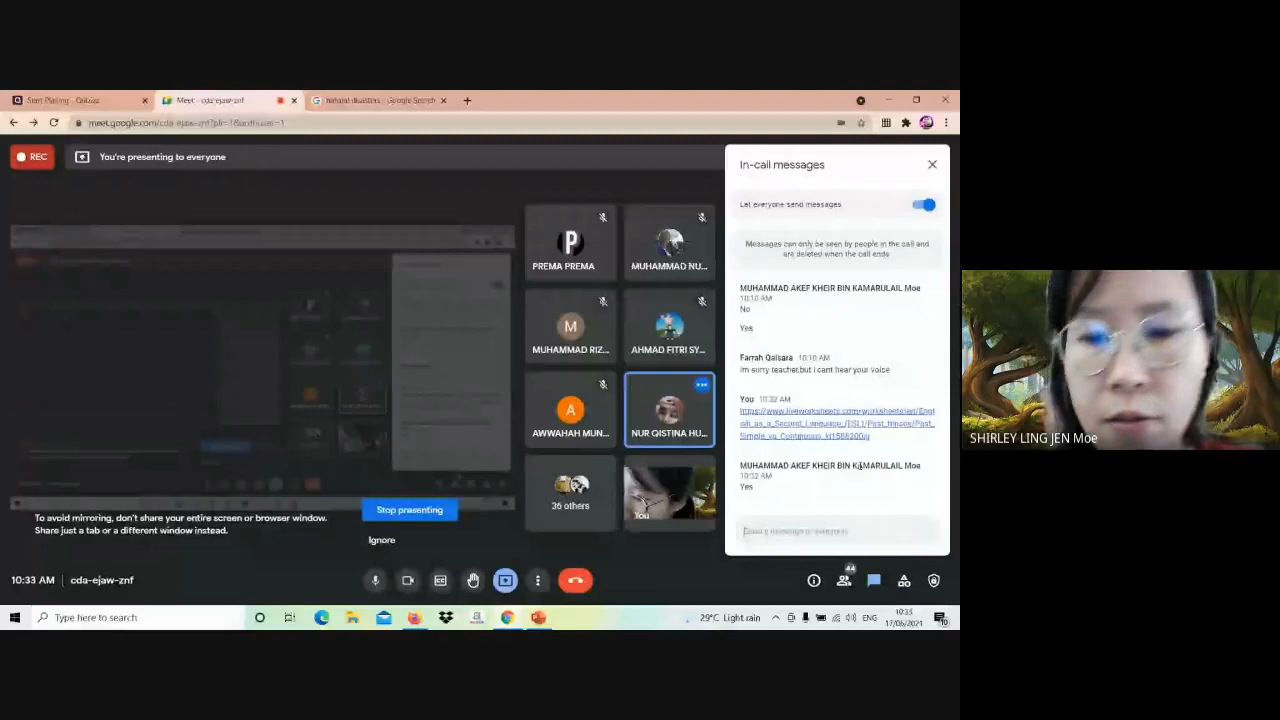 Start Playing - Quizizz
Meet - cda-ejaw-znf
natural disasters - Google Search
REC
You're presenting to everyone
In-call messages
Let everyone send messages
Messages can only be seen by people in the call and
are deleted when the call ends
PREMA PREMA
MUHAMMAD NU...
MUHAMMAD AKEF KHEIR BIN KAMARULAIL Moe
10:10 AM
No
Yes
MUHAMMAD RIZ...
AHMAD FITRI SY...
Farrah Qaisara 10:10 AM
Im sorry teacher,but i cant hear your voice
You 10:32 AM
AWWAHAH MUN...
NUR QISTINA HU...
SHIRLEY LING JEN Moe
MUHAMMAD AKEF KHEIR BIN KAMARULAIL Moe
10:32 AM
Yes
36 others
You
To avoid mirroring, don't share your entire screen or browser window.
Share just a tab or a different window instead.
Stop presenting
Ignore
Send a message to everyone
10:33 AM | cda-ejaw-znf
44
Type here to search
29°C Light rain
ENG
10:33
17/06/2021